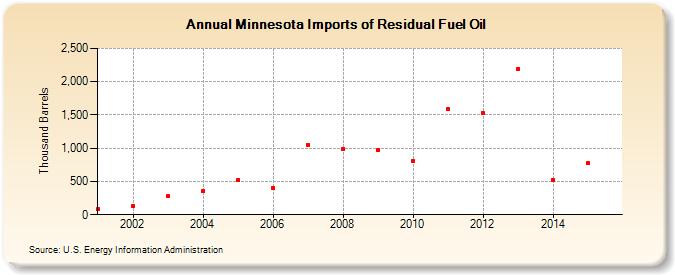 Annual Minnesota Imports of Residual Fuel Oil
Thousand Barrels
2,500
2,000
1,500
1,000
500
0
2002 2004 2006 2008 2010 2012 2014
Source: U.S. Energy Information Administration